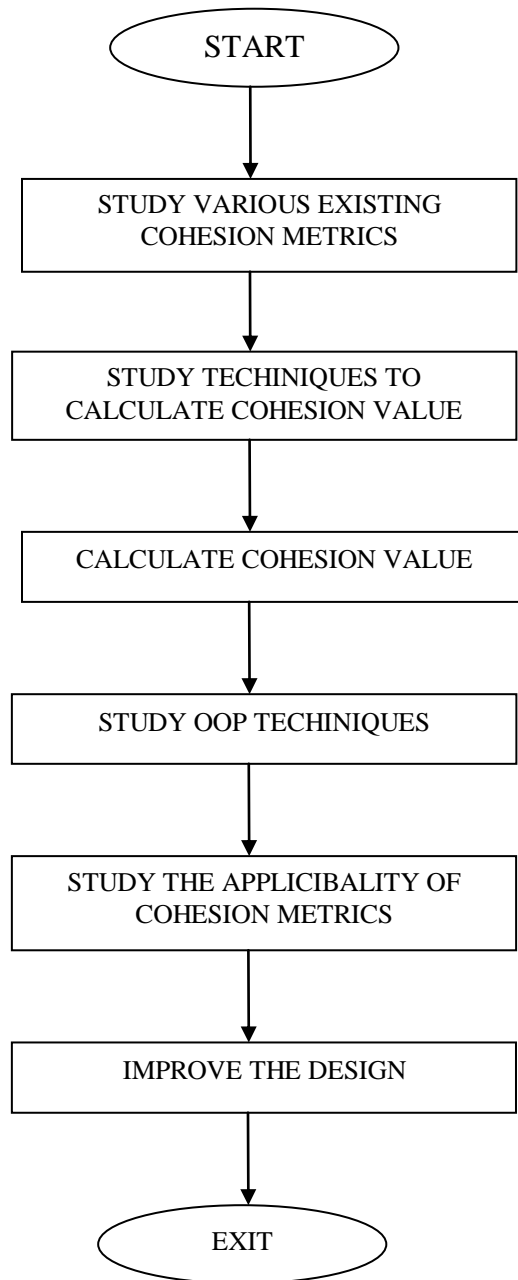 START
STUDY VARIOUS EXISTING
COHESION METRICS
STUDY TECHINIQUES TO
CALCULATE COHESION VALUE
CALCULATE COHESION VALUE
STUDY OOP TECHINIQUES
STUDY THE APPLICIBALITY OF
COHESION METRICS
IMPROVE THE DESIGN
EXIT